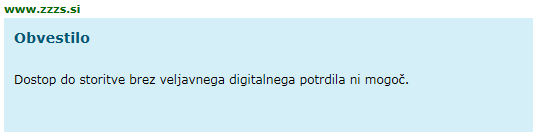 www.zzzs.si
Obvestilo
Dostop do storitve brez veljavnega digitalnega potrdila ni mogoč.